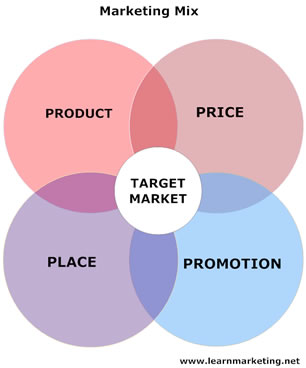 Marketing Mix
PRODUCT
PRICE
TARGET
MARKET
PLACE
PROMOTION
www.learnmarketing.net